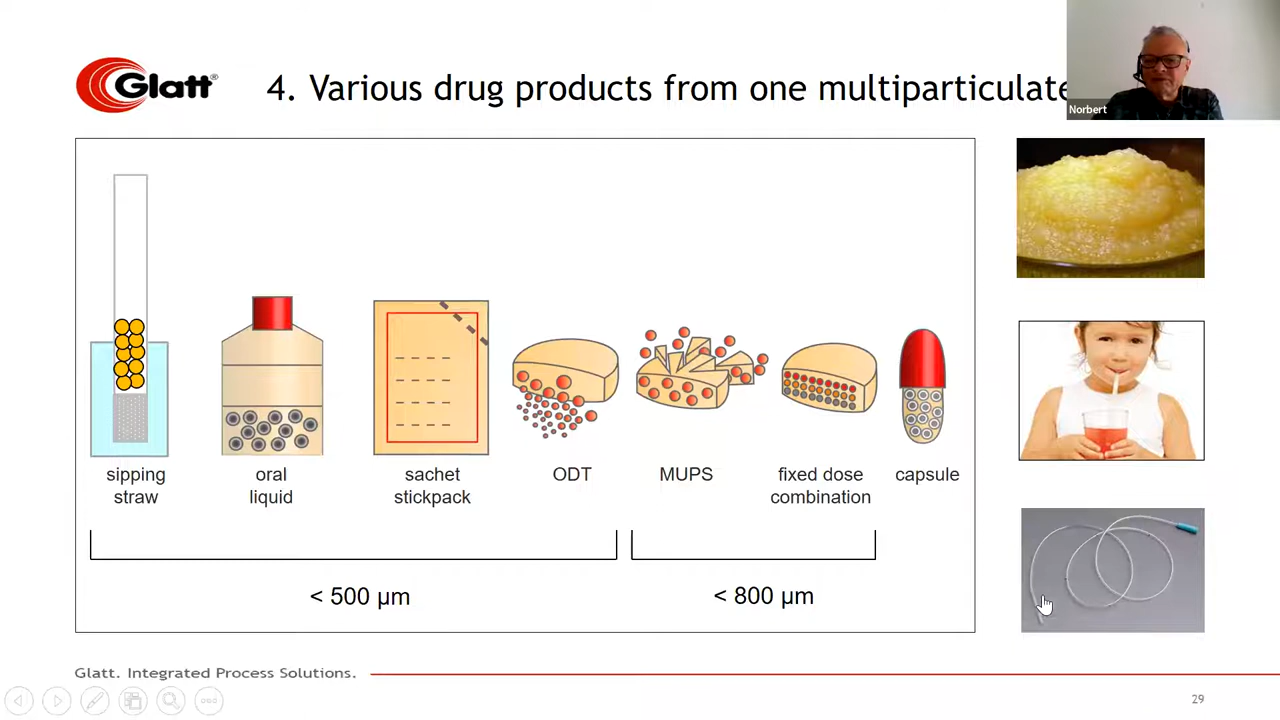 Glatt®
4. Various drug products from one multiparticulate
Norbert
sipping
straw
oral
liquid
sachet
stickpack
ODT
MUPS
fixed dose
combination
capsule
< 500 µm
< 800 µm
Glatt. Integrated Process Solutions.
29